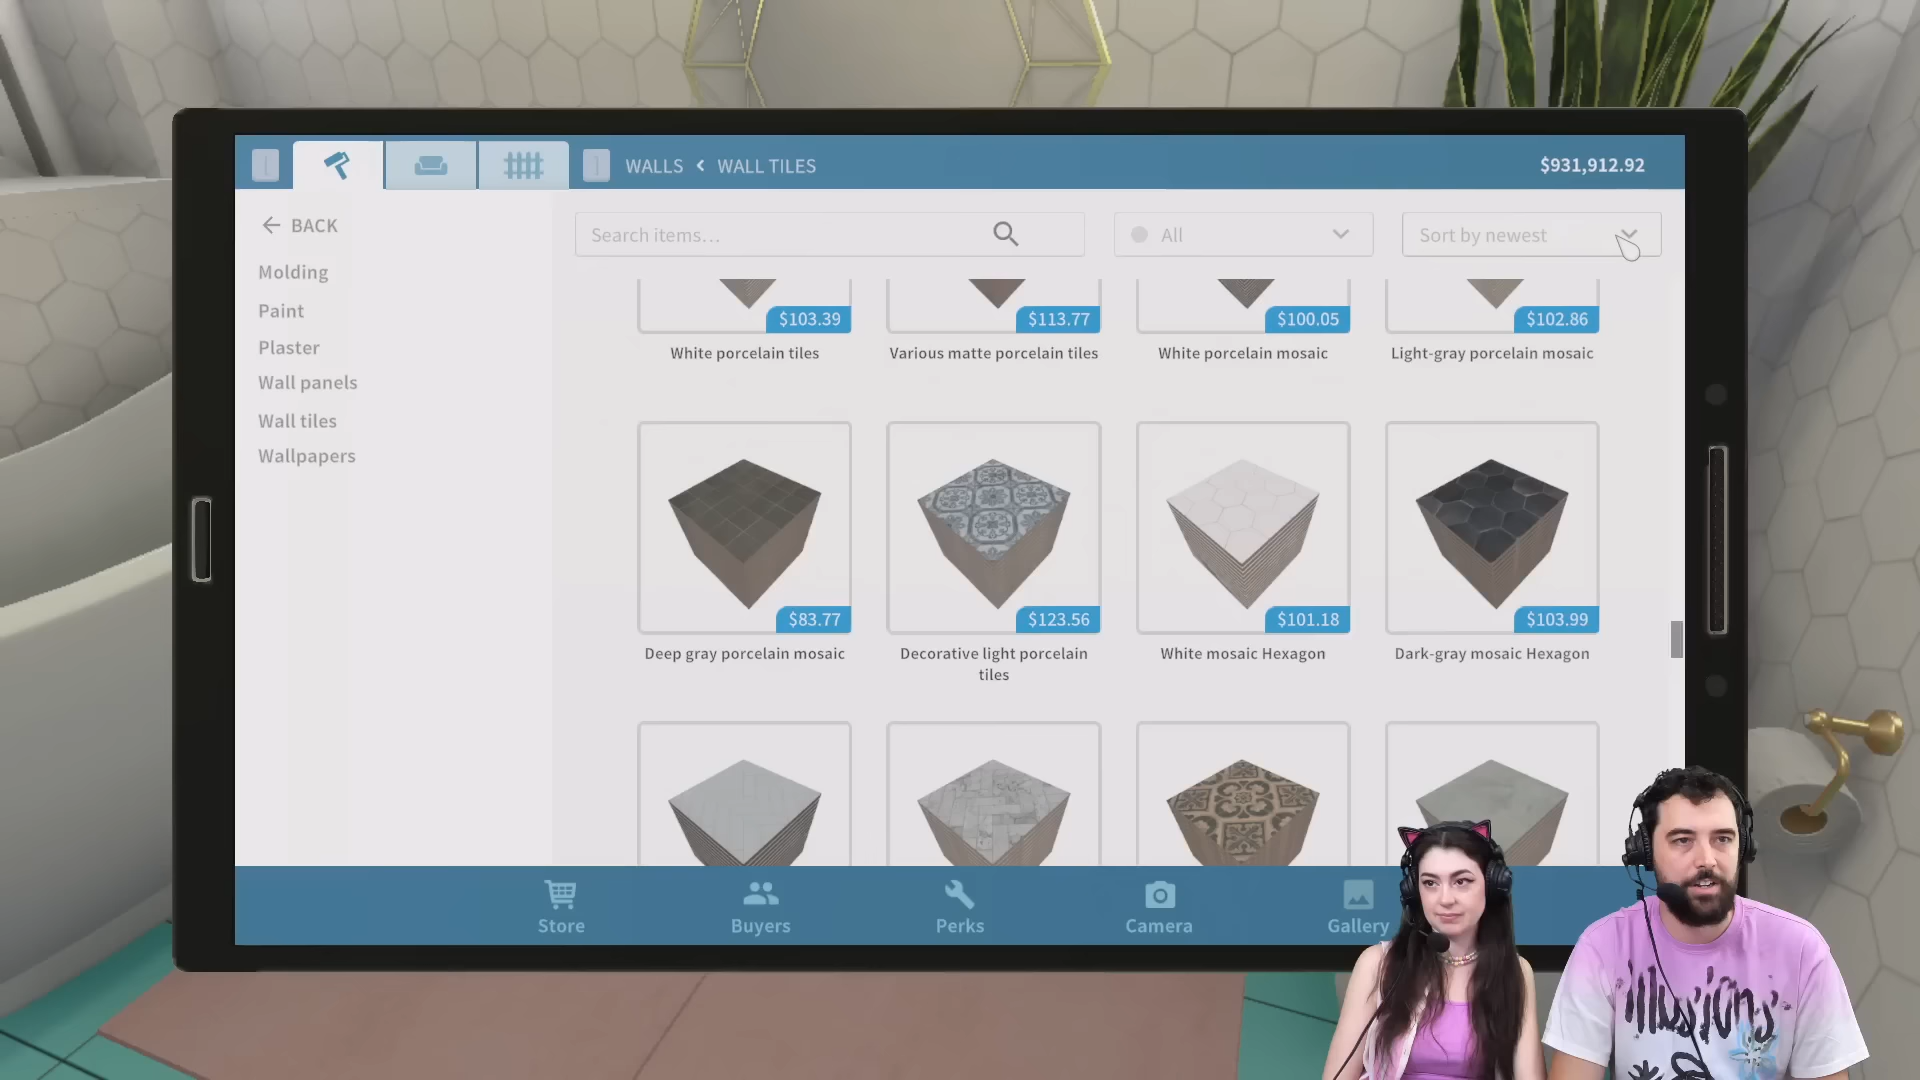 WALLS < WALL TILES
$931,912.92
BACK
Search items...
All
Sort by newest
Molding
Paint
Plaster
Wall panels
Wall tiles
Wallpapers
$103.39
$113.77
$100.05
$102.86
White porcelain tiles
Various matte porcelain tiles
White porcelain mosaic
Light-gray porcelain mosaic
$83.77
$123.56
$101.18
$103.99
Deep gray porcelain mosaic
Decorative light porcelain
tiles
White mosaic Hexagon
Dark-gray mosaic Hexagon
Store
Buyers
Perks
Camera
Gallery
illusions